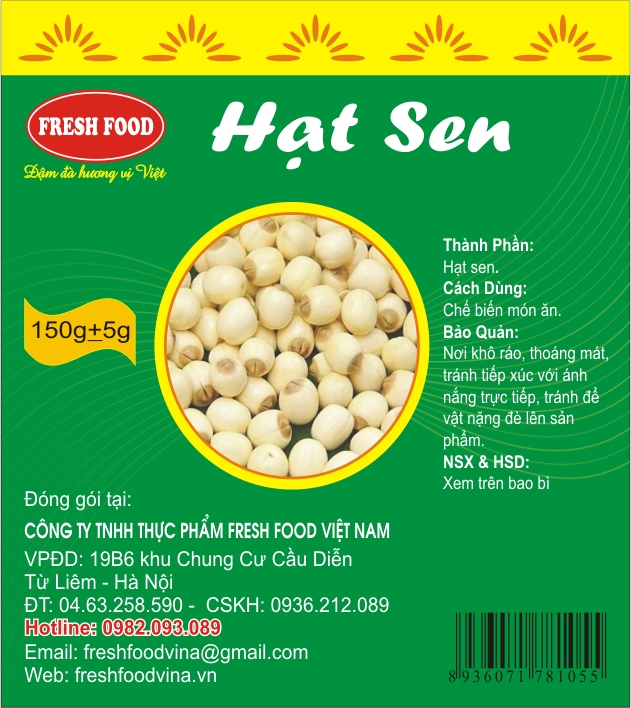 FRESH FOOD
Đậm đà hương vị Việt
Hạt Sen
150g±5g
Thành Phần:
Hạt sen.
Cách Dùng:
Chế biến món ăn.
Bảo Quản:
Nơi khô ráo, thoáng mát,
tránh tiếp xúc với ánh
nắng trực tiếp, tránh để
vật nặng đè lên sản
phẩm.
NSX & HSD:
Xem trên bao bì
Đóng gói tại:
CÔNG TY TNHH THỰC PHẨM FRESH FOOD VIỆT NAM
VPĐD: 19B6 khu Chung Cư Cầu Diễn
Từ Liêm - Hà Nội
ĐT: 04.63.258.590 - CSKH: 0936.212.089
Hotline: 0982.093.089
Email: freshfoodvina@gmail.com
Web: freshfoodvina.vn
8 936071 781055